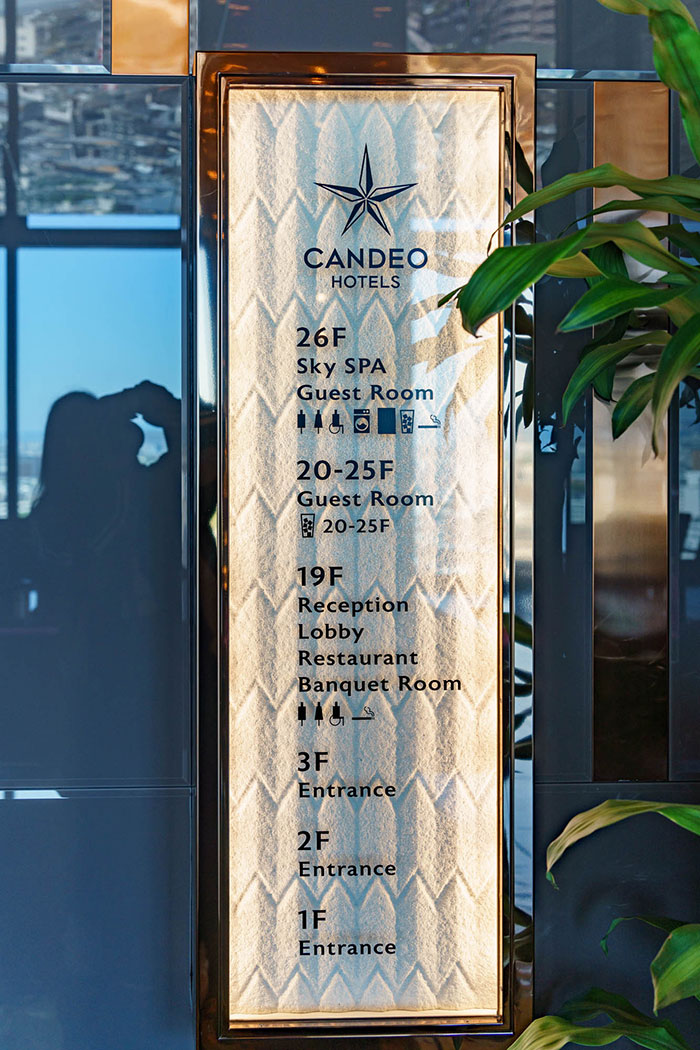 CANDEO
HOTELS
26F
Sky SPA
Guest Room
20-25F
Guest Room
20-25F
19F
Reception
Lobby
Restaurant
Banquet Room
3F
Entrance
2F
Entrance
1F
Entrance